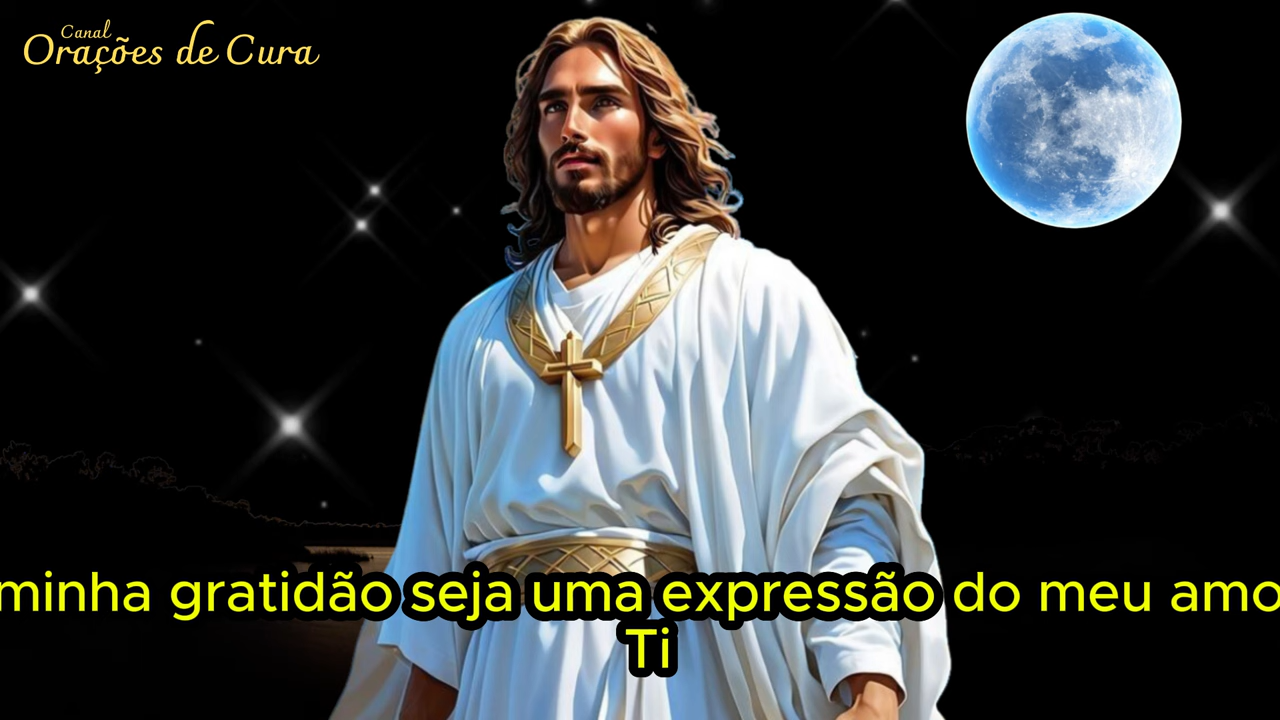 Canal
Orações de Cura
minha gratidão seja uma expressão do meu amo
Ti